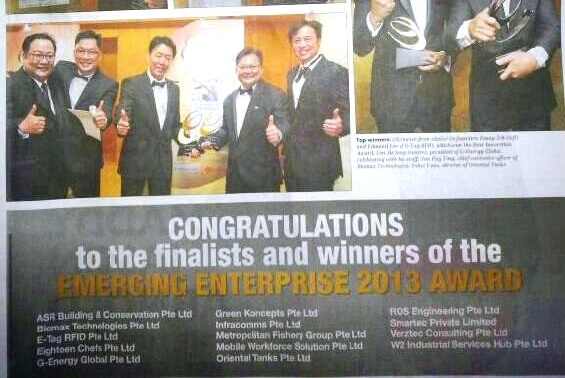 Top winners:
and Edmund Lee of E-Tag RFID, which won the Best Innovation
president of G-Energy Global
celebrating with his staff; chief executive officer of
Biomax Technologies; director of Oriental Tanks
CONGRATULATIONS
to the finalists and winners of the
EMERGING ENTERPRISE 2013 AWARD
ASR Building & Conservation Pte Ltd
Biomax Technologies Pte Ltd
E-Tag RFID Pte Ltd
Eighteen Chefs Pte Ltd
G-Energy Global Pte Ltd
Green Koncepts Pte Ltd
Infracomms Pte Ltd
Metropolitan Fishery Group Pte Ltd
Mobile Workforce Solution Pte Ltd
Oriental Tanks Pte Ltd
ROS Engineering Pte Ltd
Smartec Private Limited
Verztec Consulting Pte Ltd
W2 Industrial Services Hub Pte Ltd